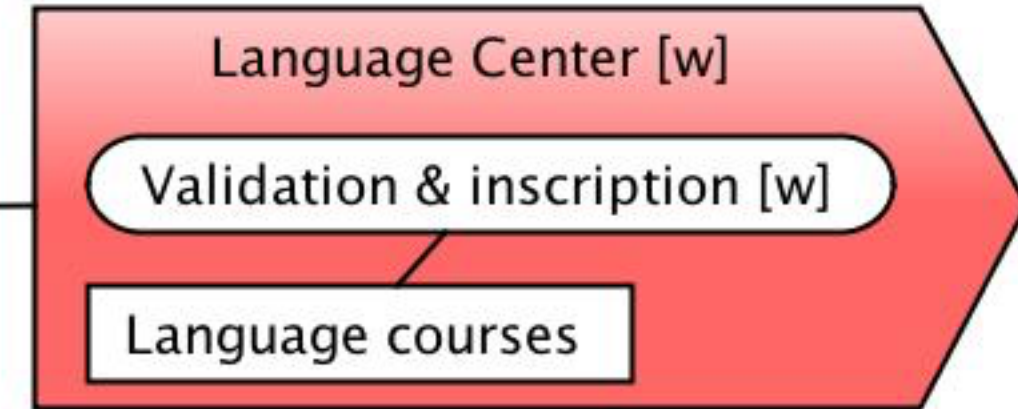 Language Center [w]
Validation & inscription [w]
Language courses